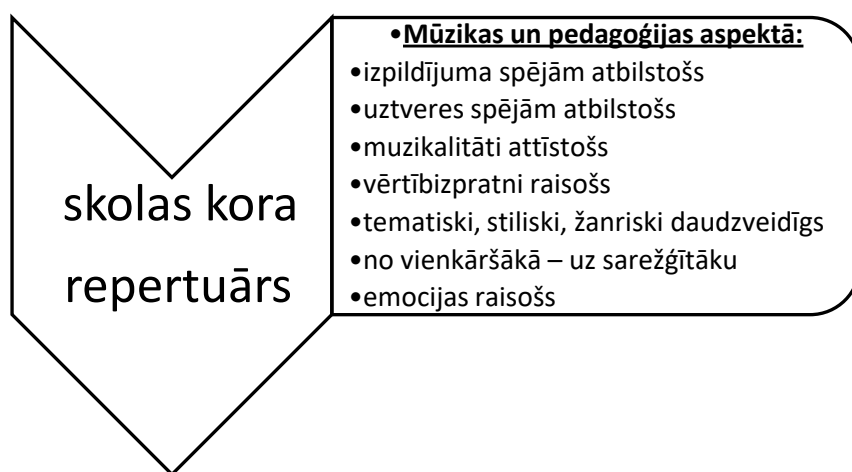 skolas kora
repertuārs
•Mūzikas un pedagoģijas aspektā:
•izpildījuma spējām atbilstošs
•uztveres spējām atbilstošs
•muzikalitāti attīstošs
•vērtībizpratni raisošs
•tematiski, stiliski, žanriski daudzveidīgs
•no vienkāršākā – uz sarežģītāku
•emocijas raisošs